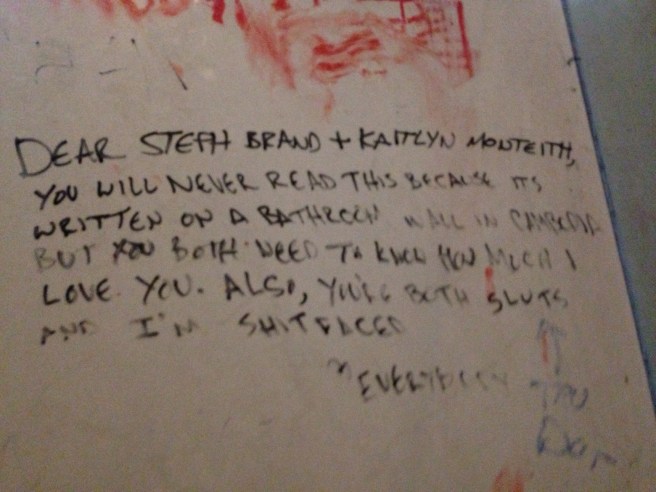 DEAR STEPH BRAND + KAITLYN MONTEITH,
YOU WILL NEVER READ THIS BECAUSE ITS
WRITTEN ON A BATHROOM WALL IN CAMBODIA
BUT YOU BOTH NEED TO KNOW HOW MUCH I
LOVE YOU. ALSO, YOU'RE BOTH SLUTS
AND I'M SHITFACED
EVERYBODY